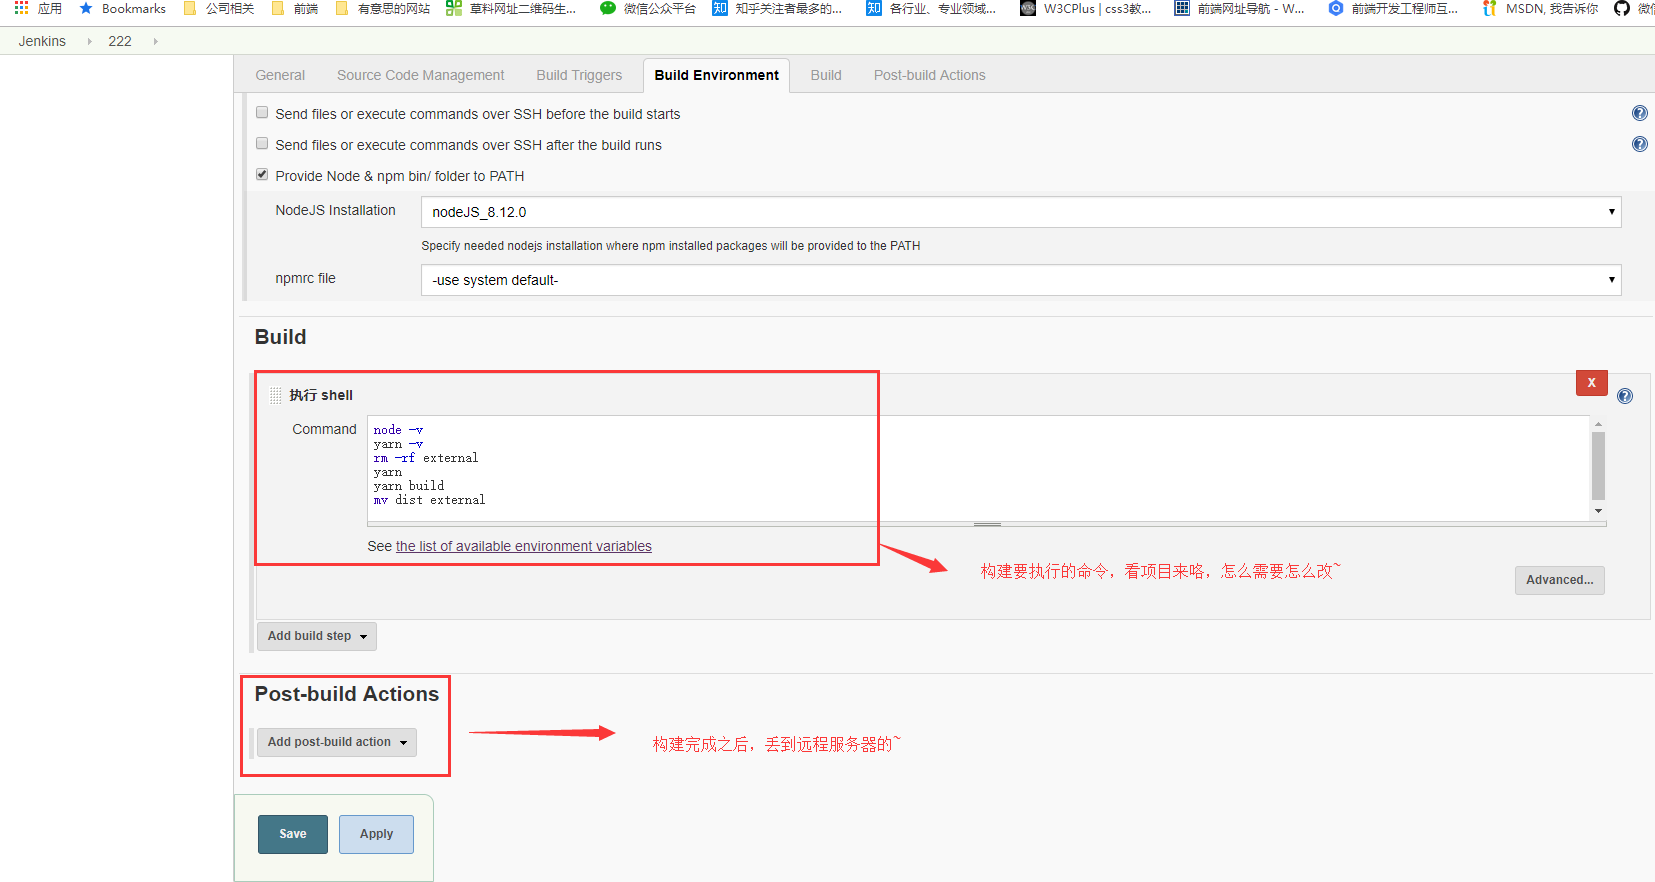 应用 Bookmarks 公司相关 前端 有意思的网站 草料网址二维码生... 微信公众平台 知乎关注者最多的... 各行业、专业领域... W3CPlus | css3教... 前端网址导航 - W... 前端开发工程师互... MSDN, 我告诉你
Jenkins 222
General Source Code Management Build Triggers Build Environment Build Post-build Actions
Send files or execute commands over SSH before the build starts
Send files or execute commands over SSH after the build runs
Provide Node & npm bin/ folder to PATH
NodeJS Installation nodeJS_8.12.0
Specify needed nodejs installation where npm installed packages will be provided to the PATH
npmrc file -use system default-
Build
X
执行 shell
Command
node -v
yarn -v
rm -rf external
yarn
yarn build
mv dist external
See the list of available environment variables
构建要执行的命令，看项目来咯，怎么需要怎么改~
Advanced...
Add build step
Post-build Actions
Add post-build action
构建完成之后，丢到远程服务器的~
Save Apply